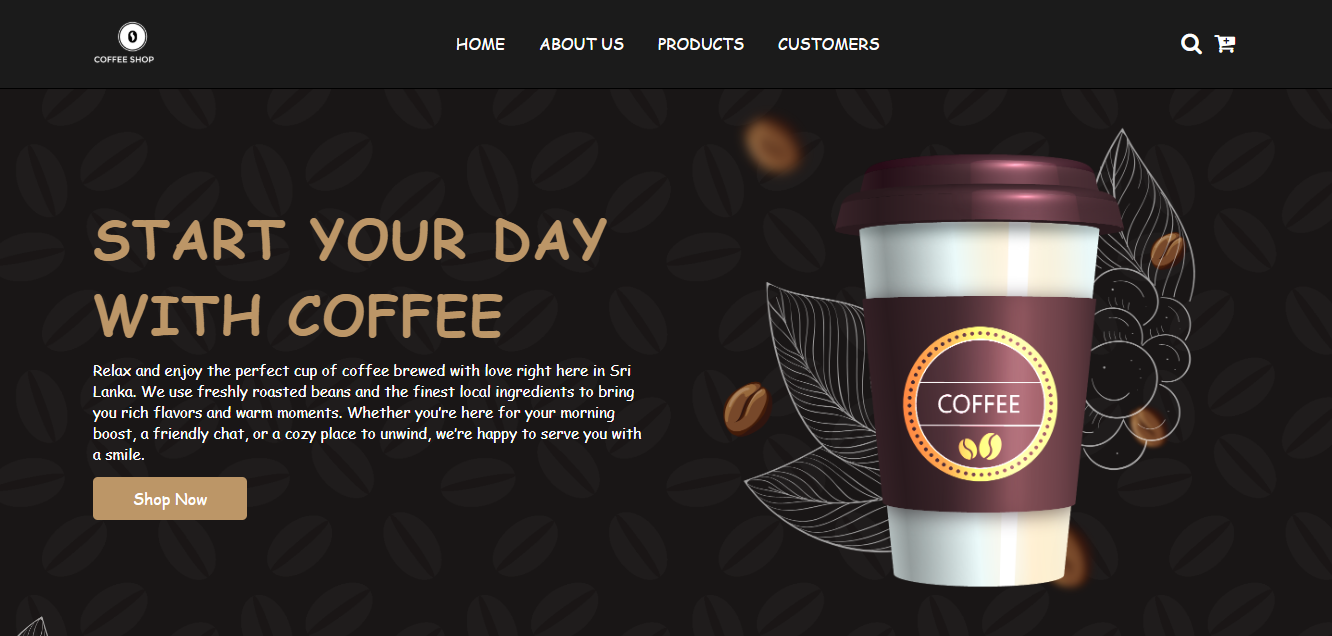 COFFEE SHOP
HOME
ABOUT US
PRODUCTS
CUSTOMERS
START YOUR DAY
WITH COFFEE
Relax and enjoy the perfect cup of coffee brewed with love right here in Sri
Lanka. We use freshly roasted beans and the finest local ingredients to bring
you rich flavors and warm moments. Whether you're here for your morning
boost, a friendly chat, or a cozy place to unwind, we're happy to serve you with
a smile.
Shop Now
COFFEE